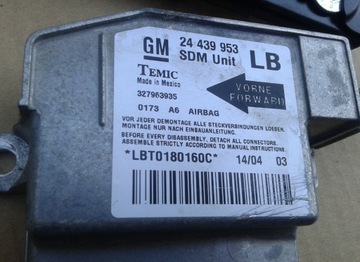 GM 24 439 953 LB
SDM Unit
TEMIC
Made in Mexico
327963935
VORNE
FORWARD
0173 A6 AIRBAG
VOR JEDER DEMONTAGE ALLE STECKVERBINDUNGEN LOESEN.
MONTAGE NUR NACH EINBAUANLEITUNG.
BEFORE EVERY DISASSEMBLY, DETACH ALL CONNECTORS.
ASSEMBLE STRICTLY ACCORDING TO MANUAL INSTRUCTIONS
*LBT0180160C* 14/04 03